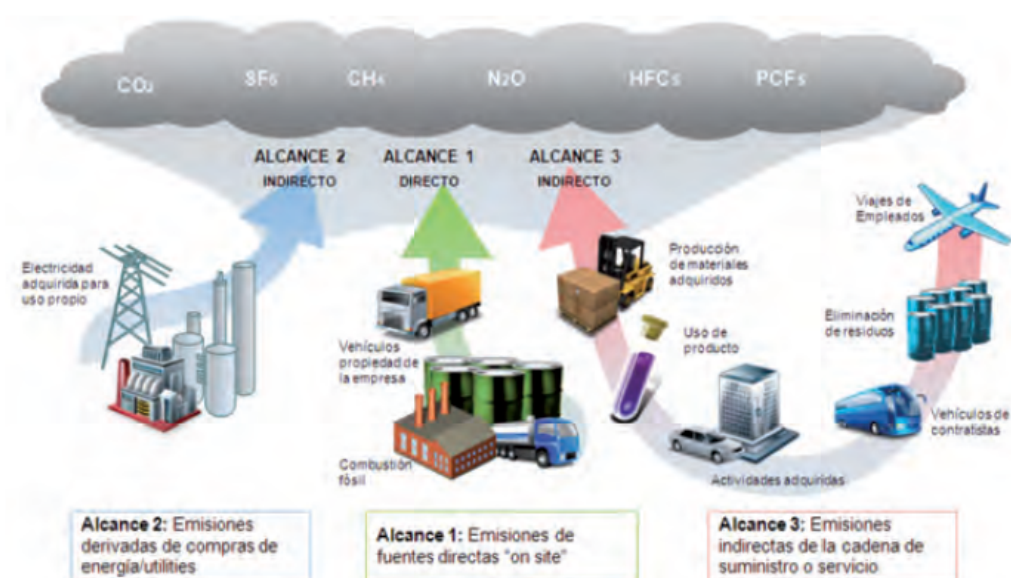 CO₂
SF₆
CH₄
N₂O
HFCs
PCFs
ALCANCE 2
INDIRECTO
ALCANCE 1
DIRECTO
ALCANCE 3
INDIRECTO
Electricidad
adquirida para
uso propio
Vehículos
propiedad de
la empresa
Combustión
fósil
Producción
de materiales
adquiridos
Uso de
producto
Actividades adquiridas
Viajes de
Empleados
Eliminación
de residuos
Vehículos de
contratistas
Alcance 2: Emisiones
derivadas de compras de
energía/utilities
Alcance 1: Emisiones de
fuentes directas "on site"
Alcance 3: Emisiones
indirectas de la cadena de
suministro o servicio